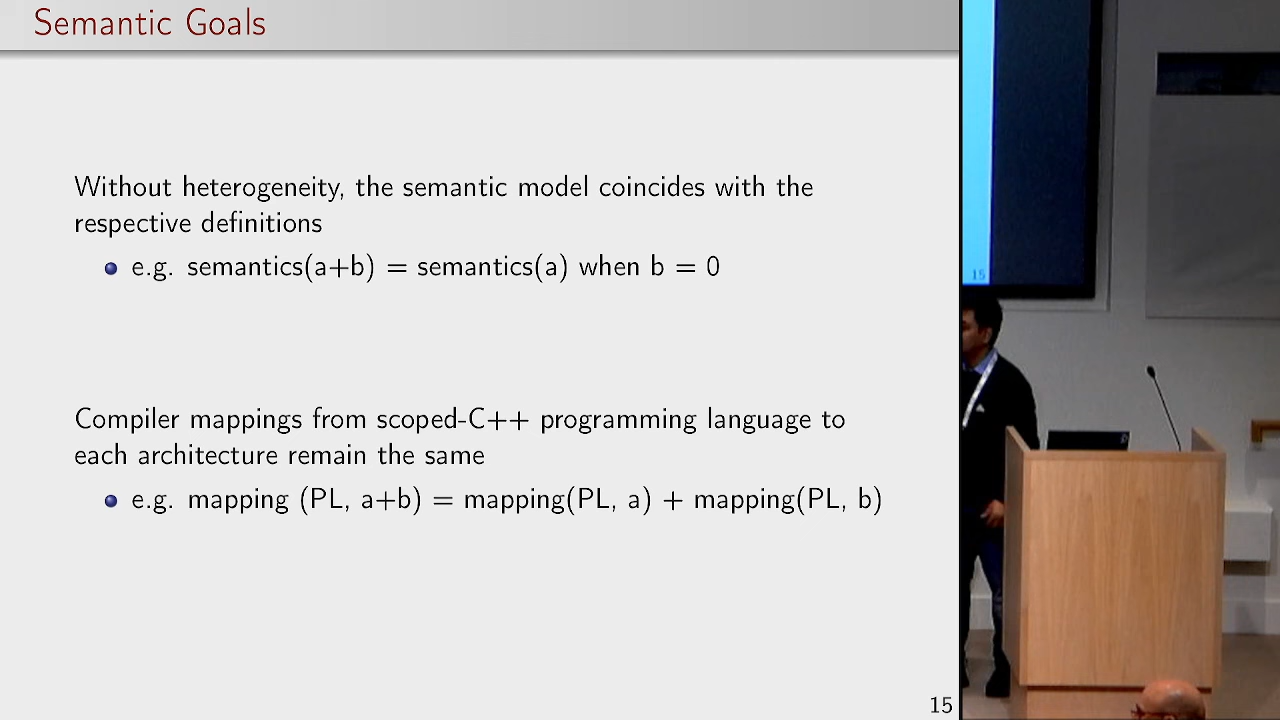 Semantic Goals
Without heterogeneity, the semantic model coincides with the
respective definitions
e.g. semantics(a+b) = semantics(a) when b = 0
Compiler mappings from scoped-C++ programming language to
each architecture remain the same
e.g. mapping (PL, a+b) = mapping(PL, a) + mapping(PL, b)
15
15